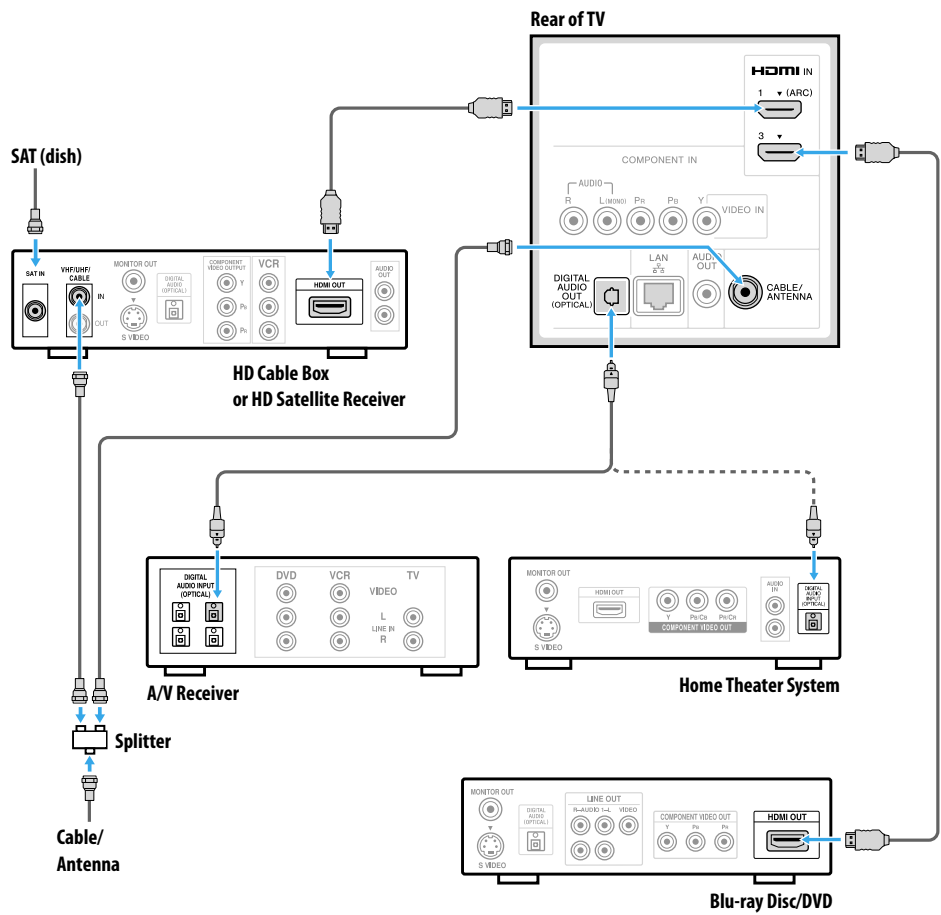 Rear of TV
HDMI IN
1 ▼ (ARC)
3 ▼
COMPONENT IN
AUDIO
R L (MONO) PR PB Y
VIDEO IN
DIGITAL
AUDIO
OUT
(OPTICAL)
LAN
AUDIO
OUT
CABLE/
ANTENNA
SAT (dish)
SAT IN
VHF/UHF/
CABLE
IN
OUT
MONITOR OUT
S VIDEO
DIGITAL
AUDIO
(OPTICAL)
COMPONENT
VIDEO OUTPUT
Y
PB
PR
VCR
HDMI OUT
AUDIO
OUT
HD Cable Box
or HD Satellite Receiver
DIGITAL
AUDIO INPUT
(OPTICAL)
DVD VCR TV
VIDEO
L
LINE IN
R
A/V Receiver
MONITOR OUT
S VIDEO
HDMI OUT
Y PB/CB PR/CR
COMPONENT VIDEO OUT
AUDIO
IN
DIGITAL
AUDIO
INPUT
(OPTICAL)
Home Theater System
Splitter
Cable/
Antenna
MONITOR OUT
S VIDEO
DIGITAL
AUDIO
(OPTICAL)
LINE OUT
R–AUDIO 1–L VIDEO
COMPONENT VIDEO OUT
Y PB PR
HDMI OUT
Blu-ray Disc/DVD